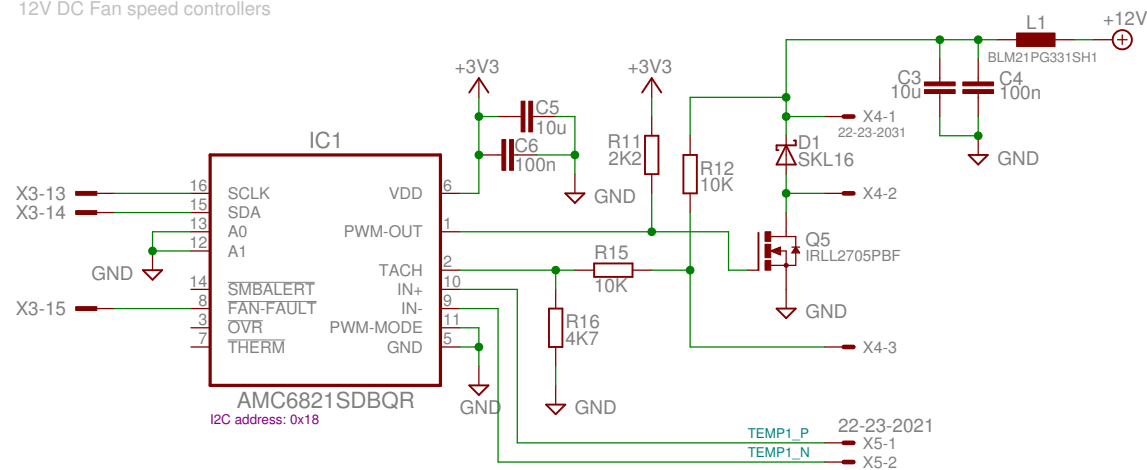 12V DC Fan speed controllers
+12V
L1
BLM21PG331SH1
+3V3
+3V3
C3
10u
C4
100n
C5
10u
X4-1
22-23-2031
IC1
R11
2K2
D1
SKL16
C6
100n
GND
R12
10K
X3-13
16
SCLK
VDD
6
GND
X4-2
X3-14
15
SDA
13
A0
PWM-OUT
1
12
A1
Q5
IRLL2705PBF
GND
TACH
2
R15
10K
14
SMBALERT
IN+
10
X3-15
8
FAN-FAULT
IN-
9
GND
3
OVR
PWM-MODE
11
R16
4K7
7
THERM
GND
5
X4-3
AMC6821SDBQR
GND
GND
I2C address: 0x18
22-23-2021
TEMP1_P
X5-1
TEMP1_N
X5-2